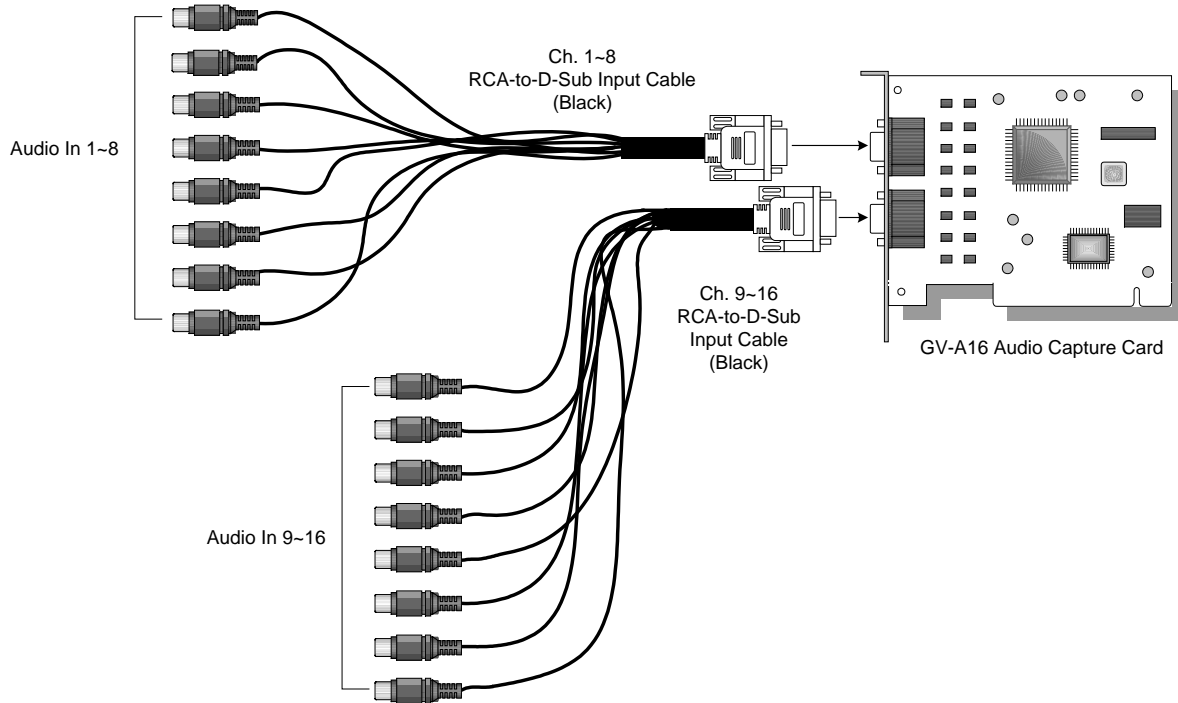 Ch. 1~8
RCA-to-D-Sub Input Cable
(Black)
Audio In 1~8
Ch. 9~16
RCA-to-D-Sub
Input Cable
(Black)
GV-A16 Audio Capture Card
Audio In 9~16